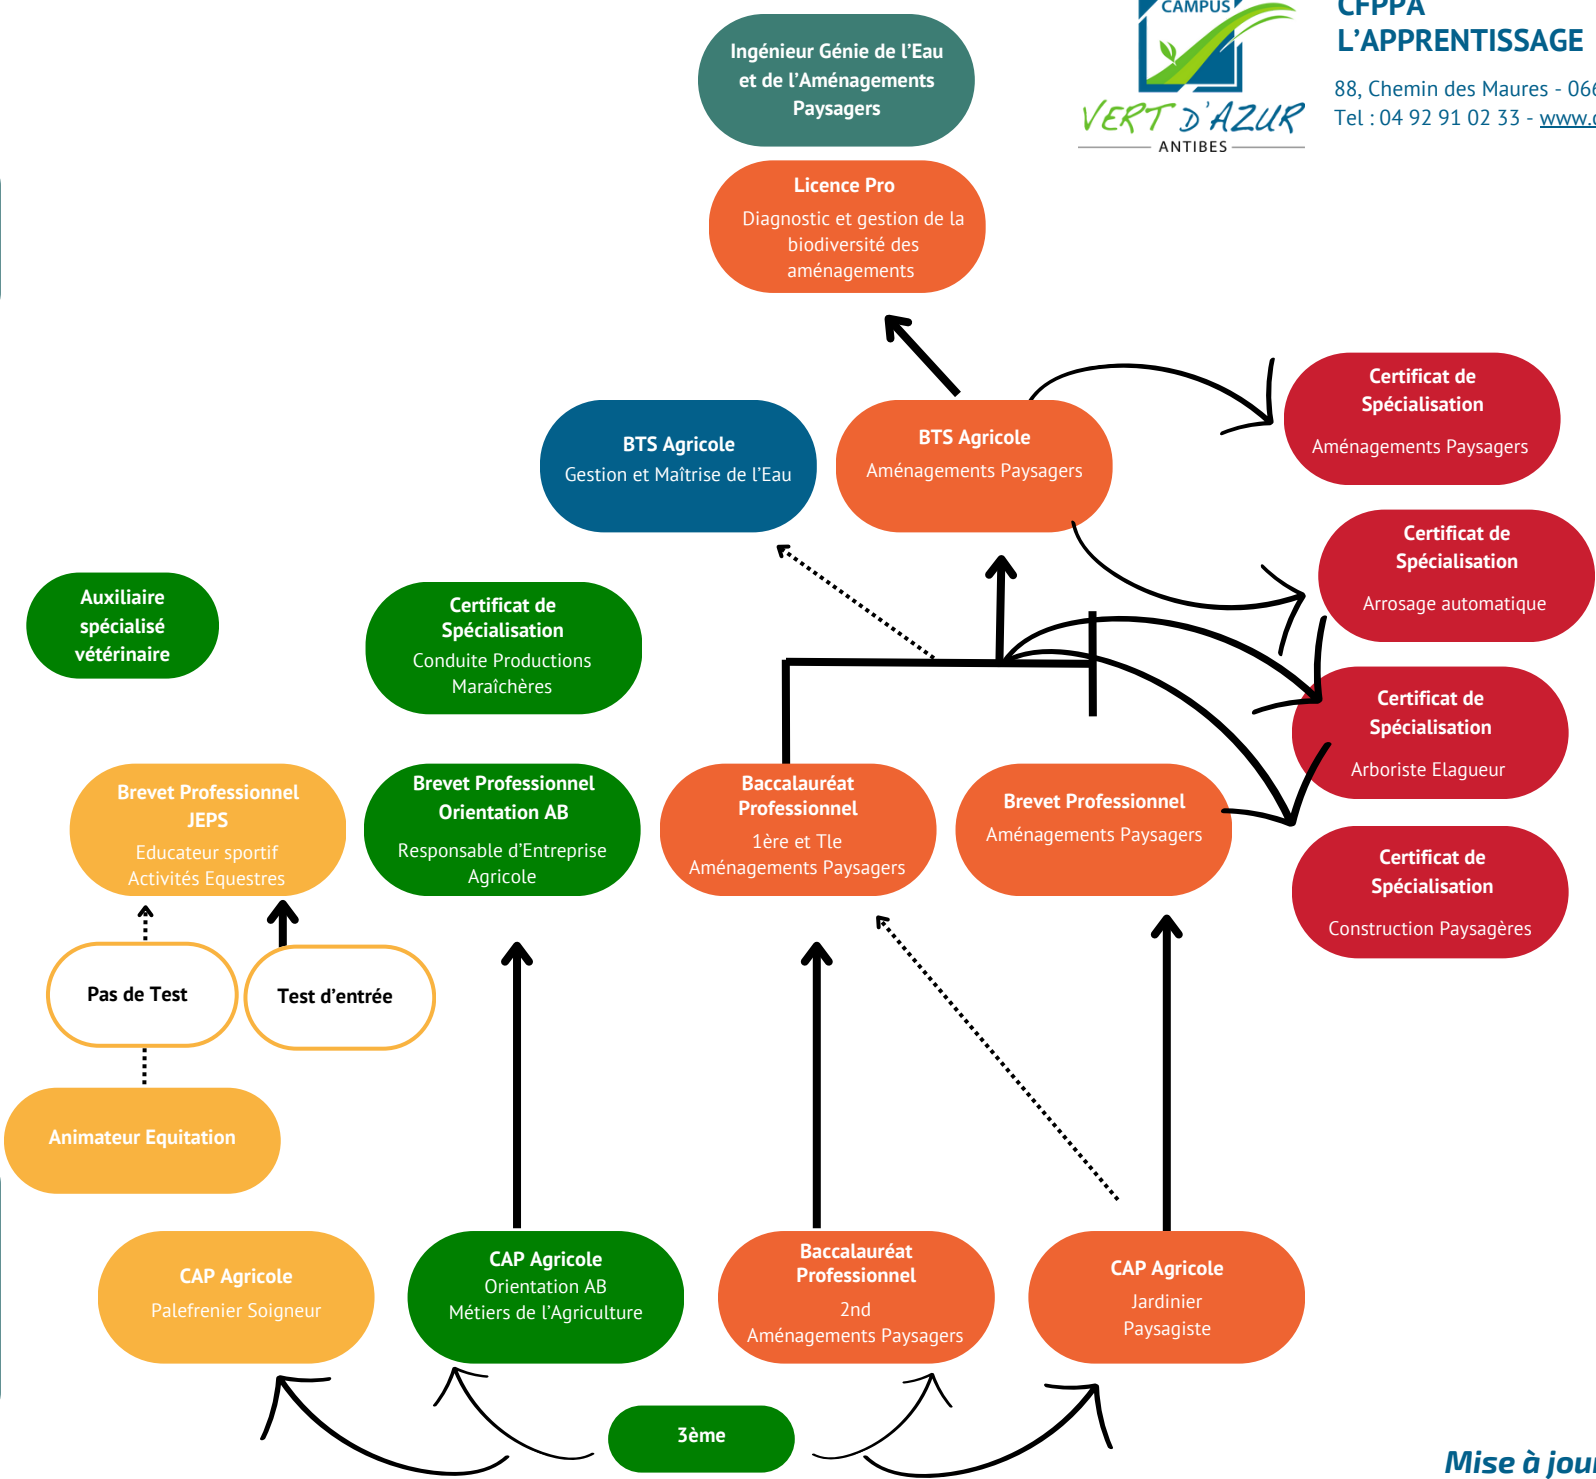 CAMPUS
VERT D'AZUR
ANTIBES
CFPPA
L'APPRENTISSAGE
88, Chemin des Maures - 066
Tel : 04 92 91 02 33 - www.
Ingénieur Génie de l'Eau
et de l'Aménagements
Paysagers
Licence Pro
Diagnostic et gestion de la
biodiversité des
aménagements
BTS Agricole
Gestion et Maîtrise de l'Eau
BTS Agricole
Aménagements Paysagers
Certificat de
Spécialisation
Aménagements Paysagers
Certificat de
Spécialisation
Arrosage automatique
Auxiliaire
spécialisé
vétérinaire
Certificat de
Spécialisation
Conduite Productions
Maraîchères
Certificat de
Spécialisation
Arboriste Elagueur
Brevet Professionnel
JEPS
Educateur sportif
Activités Equestres
Brevet Professionnel
Orientation AB
Responsable d'Entreprise
Agricole
Baccalauréat
Professionnel
1ère et Tle
Aménagements Paysagers
Brevet Professionnel
Aménagements Paysagers
Certificat de
Spécialisation
Construction Paysagères
Pas de Test
Test d'entrée
Animateur Equitation
CAP Agricole
Palefrenier Soigneur
CAP Agricole
Orientation AB
Métiers de l'Agriculture
Baccalauréat
Professionnel
2nd
Aménagements Paysagers
CAP Agricole
Jardinier
Paysagiste
3ème
Mise à jour